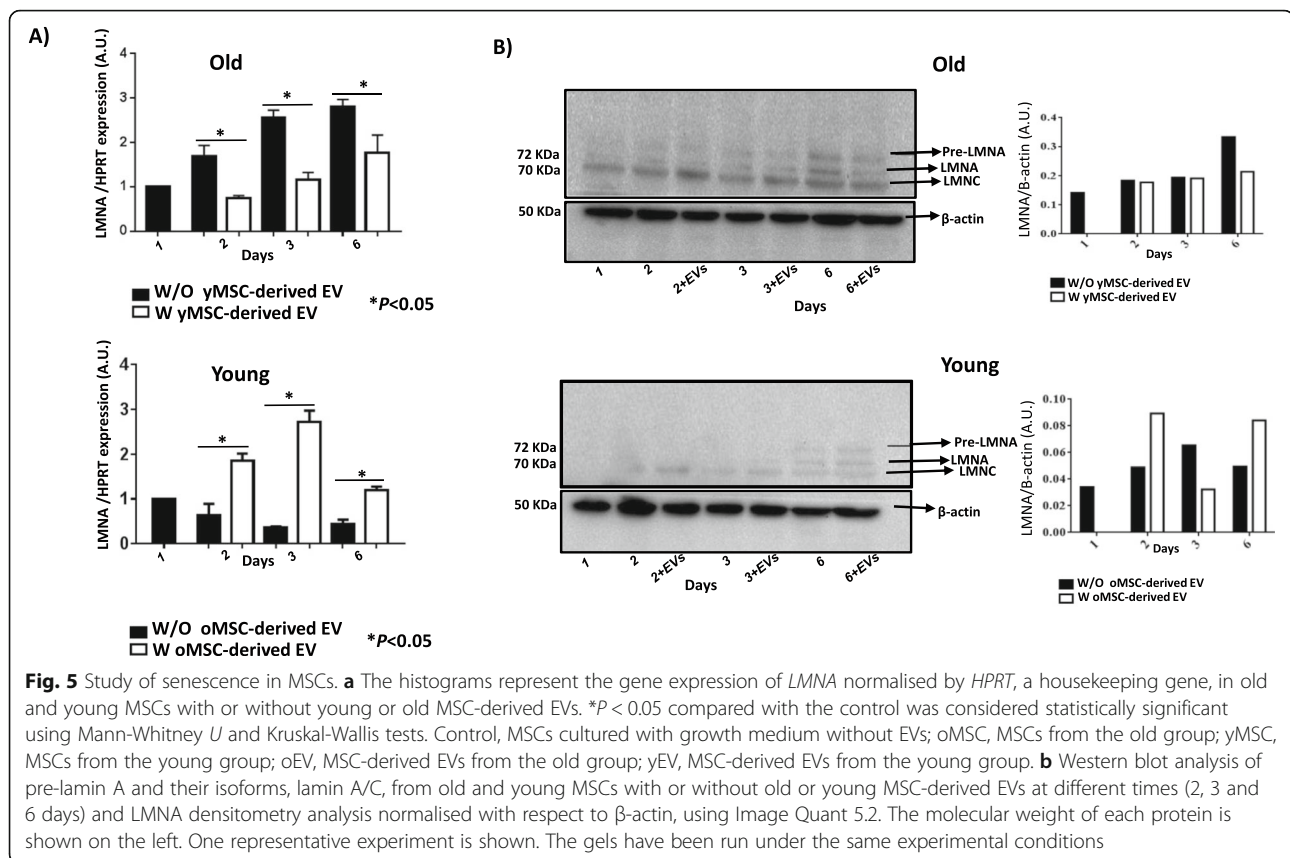 A)
LMNA /HPRT expression (A.U.)
4
3
2
1
0
Old
*
*
*
1
2
3
6
Days
W/O yMSC-derived EV
W yMSC-derived EV
*P<0.05
LMNA /HPRT expression (A.U.)
4
3
2
1
0
Young
*
*
*
1
2
3
6
Days
W/O oMSC-derived EV
W oMSC-derived EV
*P<0.05
B)
Old
72 KDa
70 KDa
50 KDa
Pre-LMNA
LMNA
LMNC
β-actin
1
2
2+EVs
3
3+EVs
6
6+EVs
Days
LMNA/B-actin (A.U.)
0.4
0.3
0.2
0.1
0.0
1
2
3
6
Days
W/O yMSC-derived EV
W yMSC-derived EV
Young
72 KDa
70 KDa
50 KDa
Pre-LMNA
LMNA
LMNC
β-actin
1
2
2+EVs
3
3+EVs
6
6+EVs
Days
LMNA/B-actin (A.U.)
0.10
0.08
0.06
0.04
0.02
0.00
1
2
3
6
Days
W/O oMSC-derived EV
W oMSC-derived EV
Fig. 5 Study of senescence in MSCs. a The histograms represent the gene expression of LMNA normalised by HPRT, a housekeeping gene, in old
and young MSCs with or without young or old MSC-derived EVs. *P < 0.05 compared with the control was considered statistically significant
using Mann-Whitney U and Kruskal-Wallis tests. Control, MSCs cultured with growth medium without EVs; oMSC, MSCs from the old group; yMSC,
MSCs from the young group; oEV, MSC-derived EVs from the old group; yEV, MSC-derived EVs from the young group. b Western blot analysis of
pre-lamin A and their isoforms, lamin A/C, from old and young MSCs with or without old or young MSC-derived EVs at different times (2, 3 and
6 days) and LMNA densitometry analysis normalised with respect to β-actin, using Image Quant 5.2. The molecular weight of each protein is
shown on the left. One representative experiment is shown. The gels have been run under the same experimental conditions